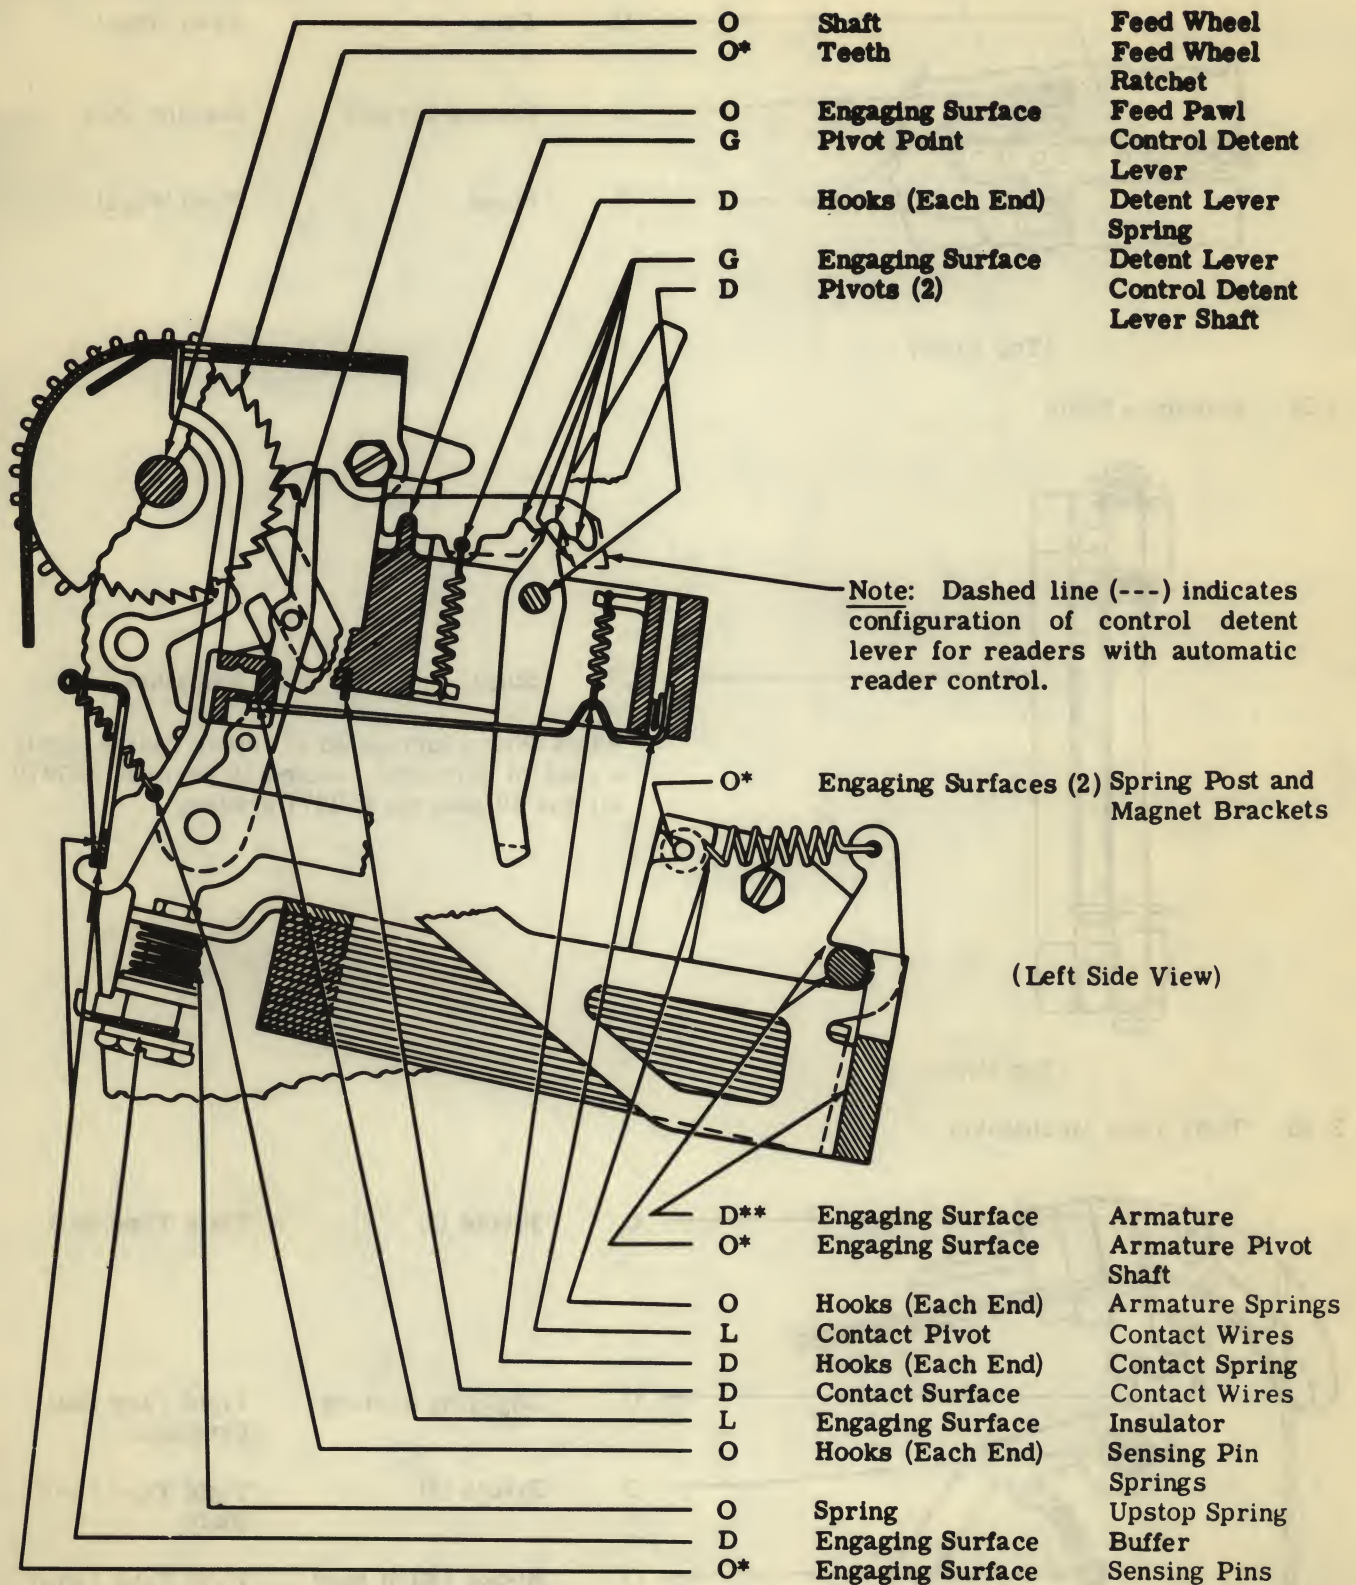 O Shaft Feed Wheel
O* Teeth Feed Wheel
Ratchet
O Engaging Surface Feed Pawl
G Pivot Point Control Detent
Lever
D Hooks (Each End) Detent Lever
Spring
G Engaging Surface Detent Lever
D Pivots (2) Control Detent
Lever Shaft
Note: Dashed line (---) indicates
configuration of control detent
lever for readers with automatic
reader control.
O* Engaging Surfaces (2) Spring Post and
Magnet Brackets
(Left Side View)
D** Engaging Surface Armature
O* Engaging Surface Armature Pivot
Shaft
O Hooks (Each End) Armature Springs
L Contact Pivot Contact Wires
D Hooks (Each End) Contact Spring
D Contact Surface Contact Wires
L Engaging Surface Insulator
O Hooks (Each End) Sensing Pin
Springs
O Spring Upstop Spring
D Engaging Surface Buffer
O* Engaging Surface Sensing Pins